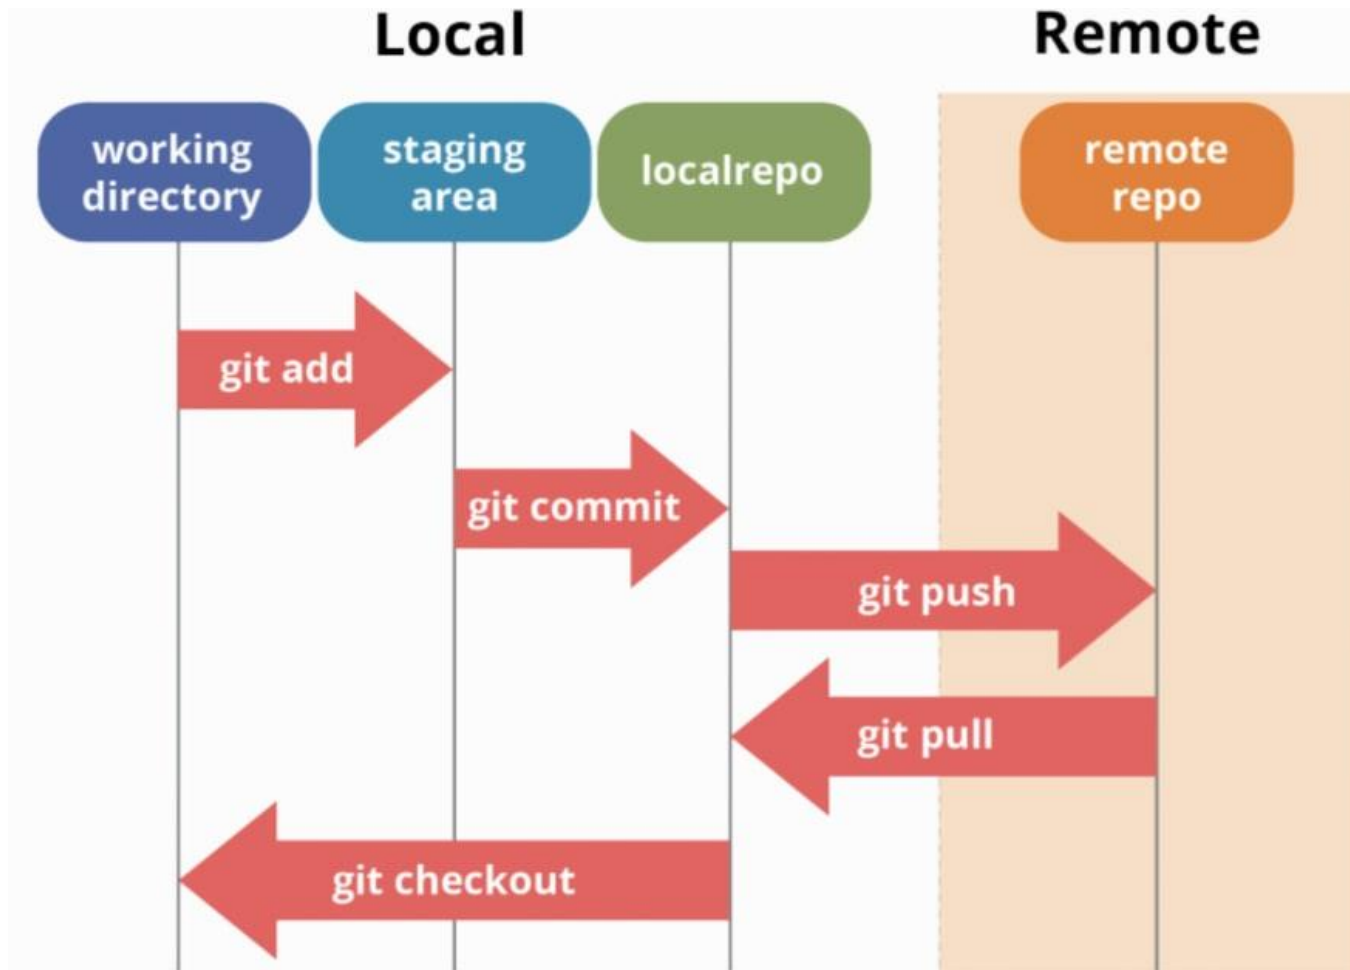 Local
Remote
working
directory
staging
area
localrepo
remote
repo
git add
git commit
git push
git pull
git checkout